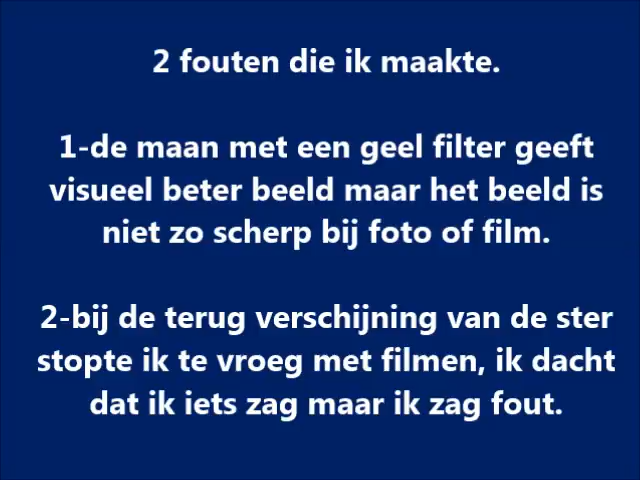 2 fouten die ik maakte.
1-de maan met een geel filter geeft
visueel beter beeld maar het beeld is
niet zo scherp bij foto of film.
2-bij de terug verschijning van de ster
stopte ik te vroeg met filmen, ik dacht
dat ik iets zag maar ik zag fout.